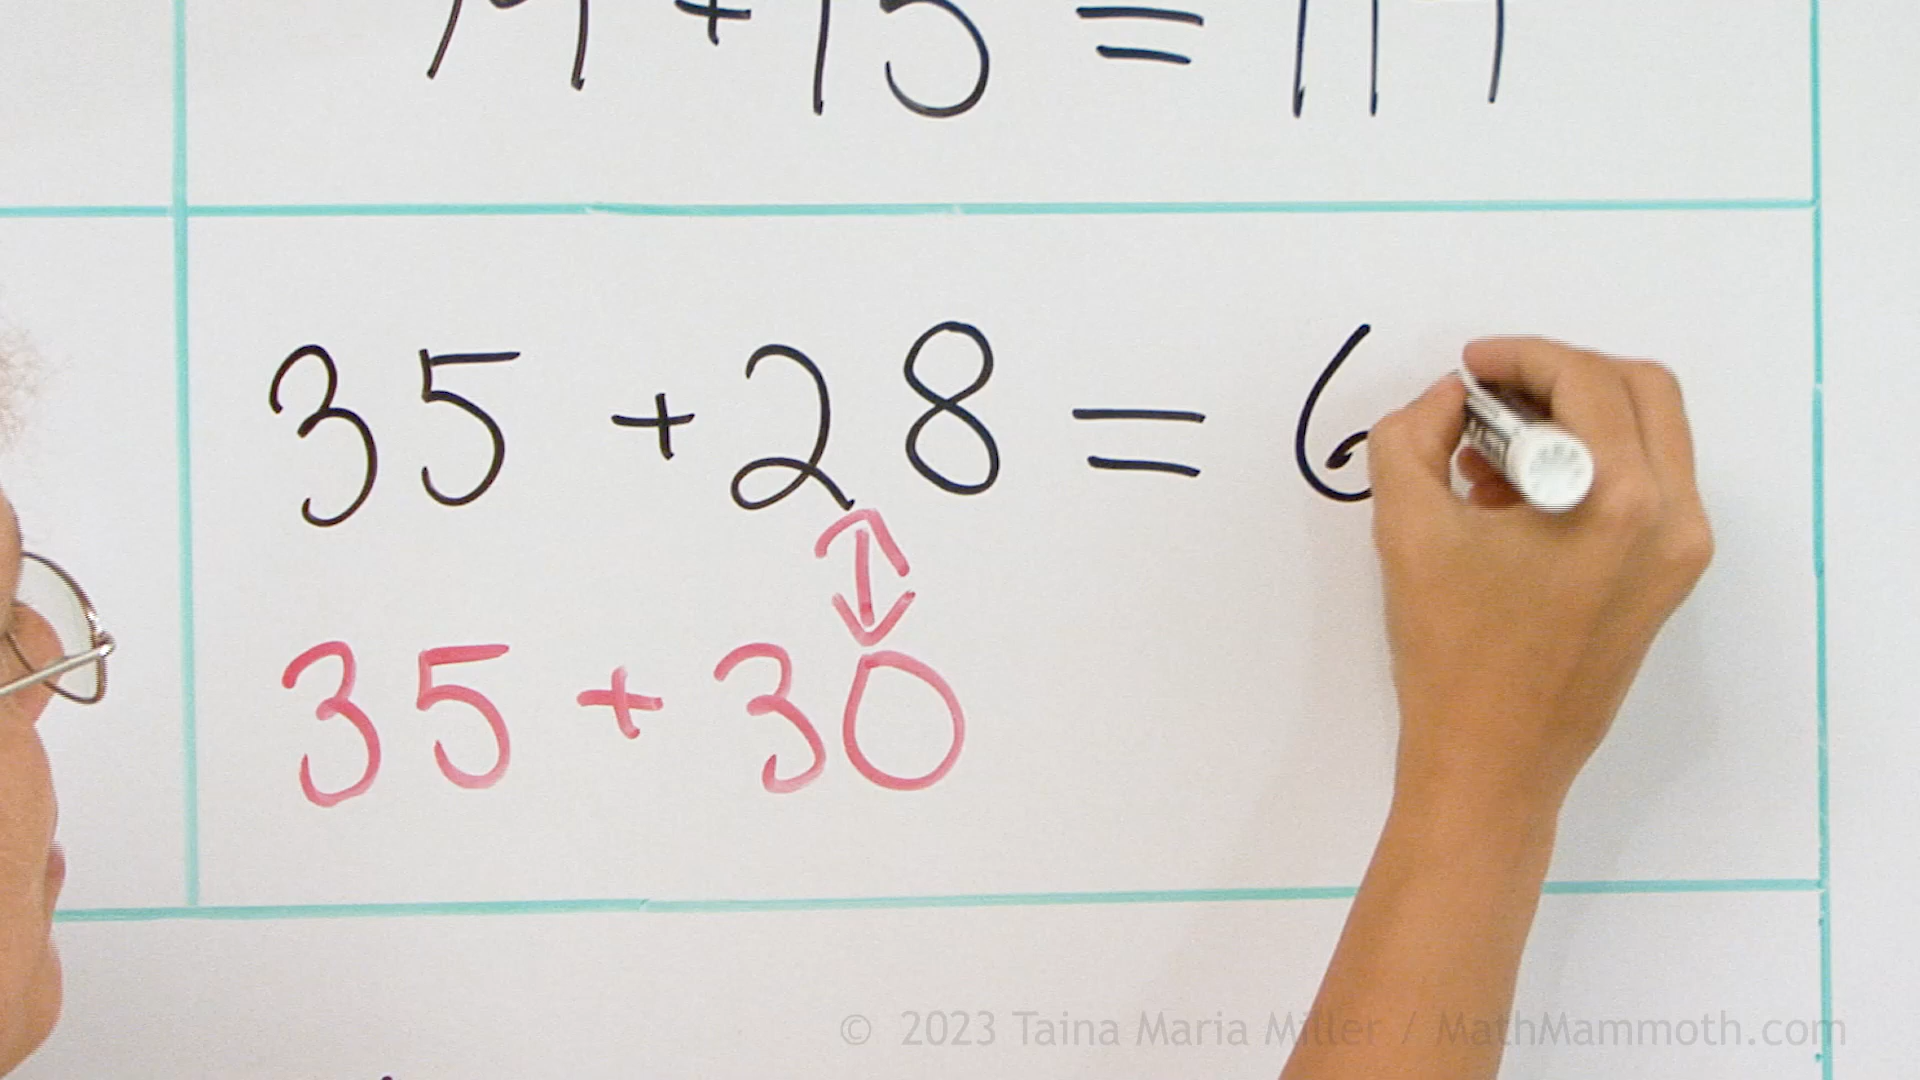 + 15 =
35 + 28 = 6
35 + 30
© 2023 Taina Maria Miller / MathMammoth.com